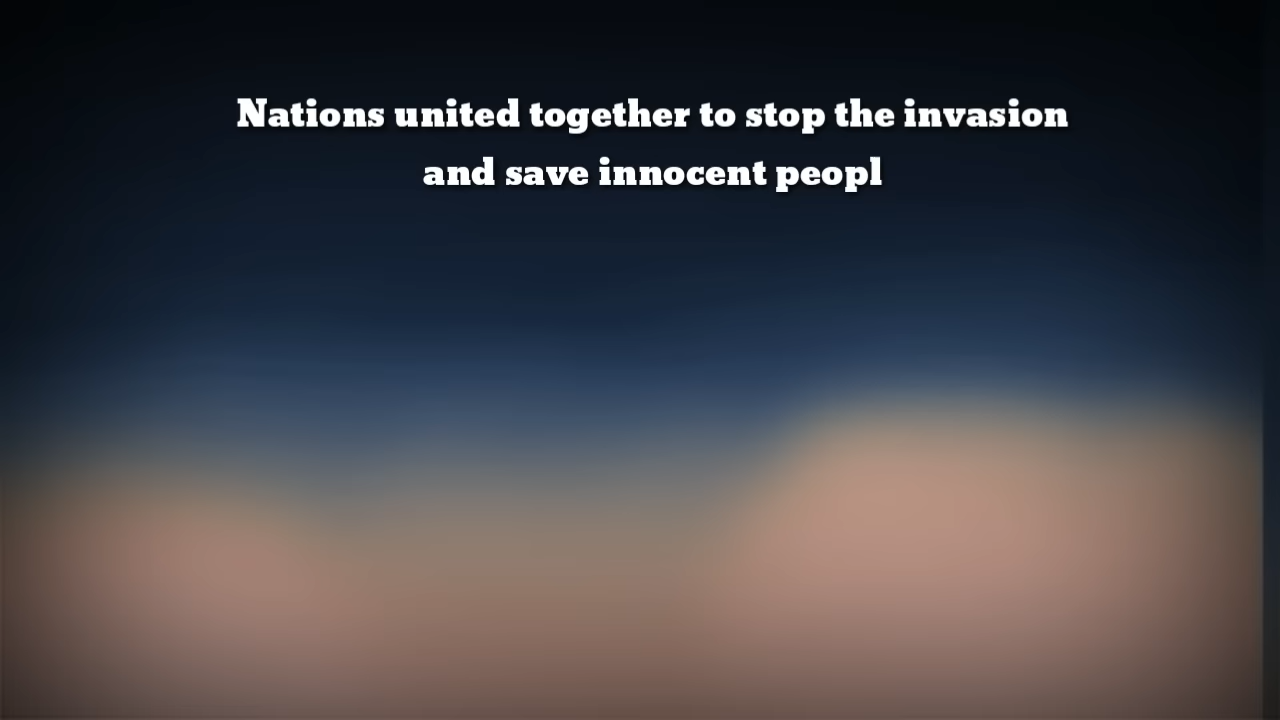 Nations united together to stop the invasion
and save innocent peopl